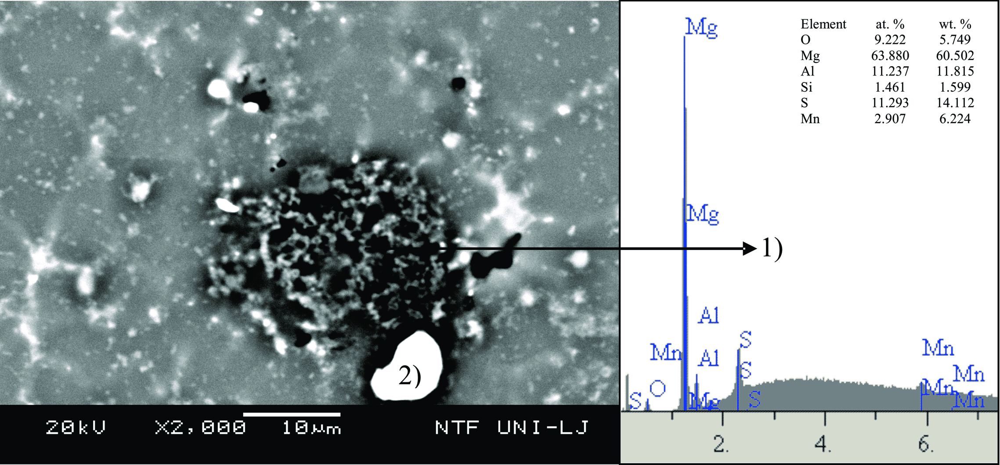 Mg
Element at. % wt. %
O 9.222 5.749
Mg 63.880 60.502
Al 11.237 11.815
Si 1.461 1.599
S 11.293 14.112
Mn 2.907 6.224
Mg
1)
Al
S
Mn
Mn
Al
S
Mn
2)
O
Mn
S
Mg
S
Mn
20kV X2,000 10µm NTF UNI-LJ
2. 4. 6.